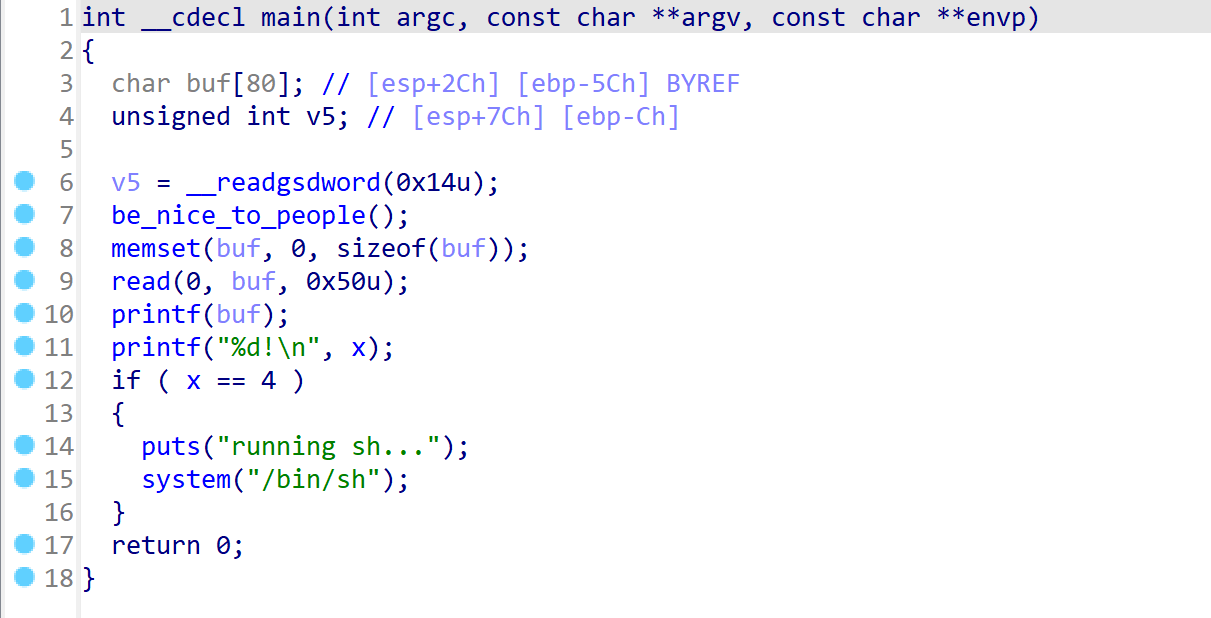 1 int __cdecl main(int argc, const char **argv, const char **envp)
2 {
3   char buf[80]; // [esp+2Ch] [ebp-5Ch] BYREF
4   unsigned int v5; // [esp+7Ch] [ebp-Ch]
5
6   v5 = __readgsdword(0x14u);
7   be_nice_to_people();
8   memset(buf, 0, sizeof(buf));
9   read(0, buf, 0x50u);
10   printf(buf);
11   printf("%d!\n", x);
12   if ( x == 4 )
13   {
14     puts("running sh...");
15     system("/bin/sh");
16   }
17   return 0;
18 }